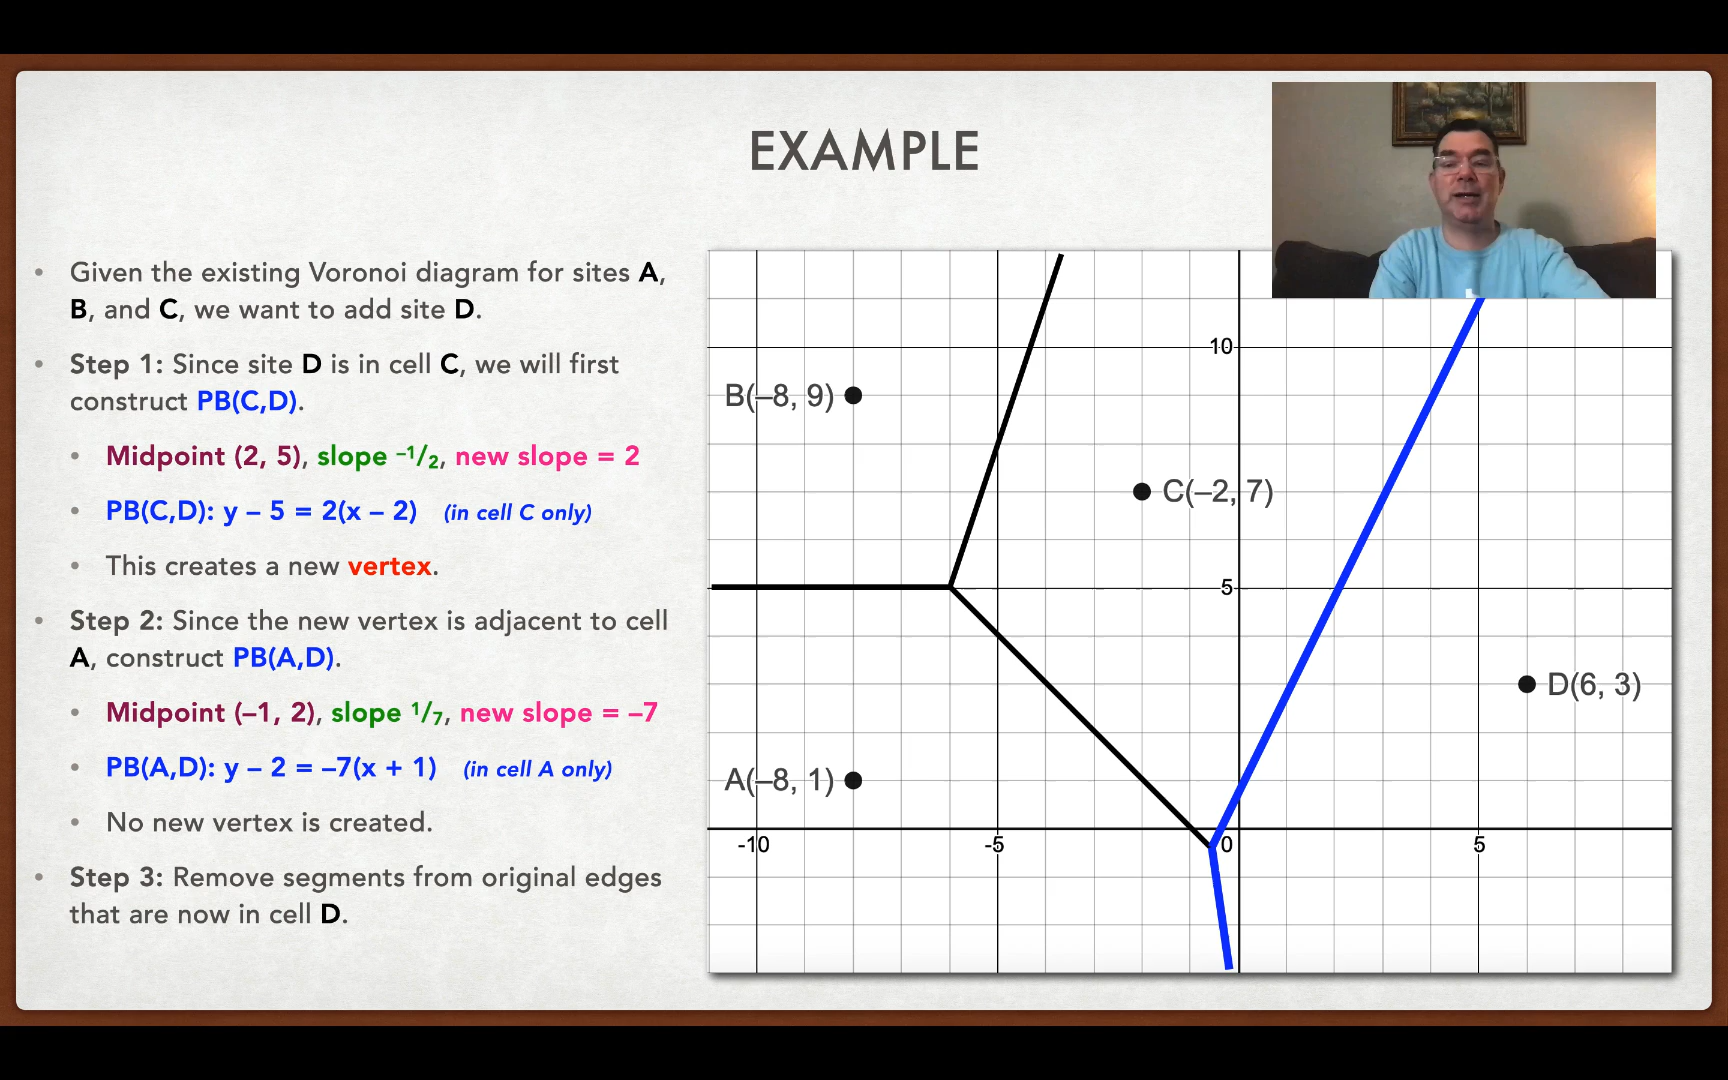 EXAMPLE
• Given the existing Voronoi diagram for sites A,
B, and C, we want to add site D.
• Step 1: Since site D is in cell C, we will first
construct PB(C,D).
• Midpoint (2, 5), slope ⁻¹/₂, new slope = 2
• PB(C,D): y – 5 = 2(x – 2) (in cell C only)
• This creates a new vertex.
• Step 2: Since the new vertex is adjacent to cell
A, construct PB(A,D).
• Midpoint (–1, 2), slope ¹/₇, new slope = –7
• PB(A,D): y – 2 = –7(x + 1) (in cell A only)
• No new vertex is created.
• Step 3: Remove segments from original edges
that are now in cell D.
10
B(–8, 9)
C(–2, 7)
5
D(6, 3)
A(–8, 1)
-10 -5 0 5